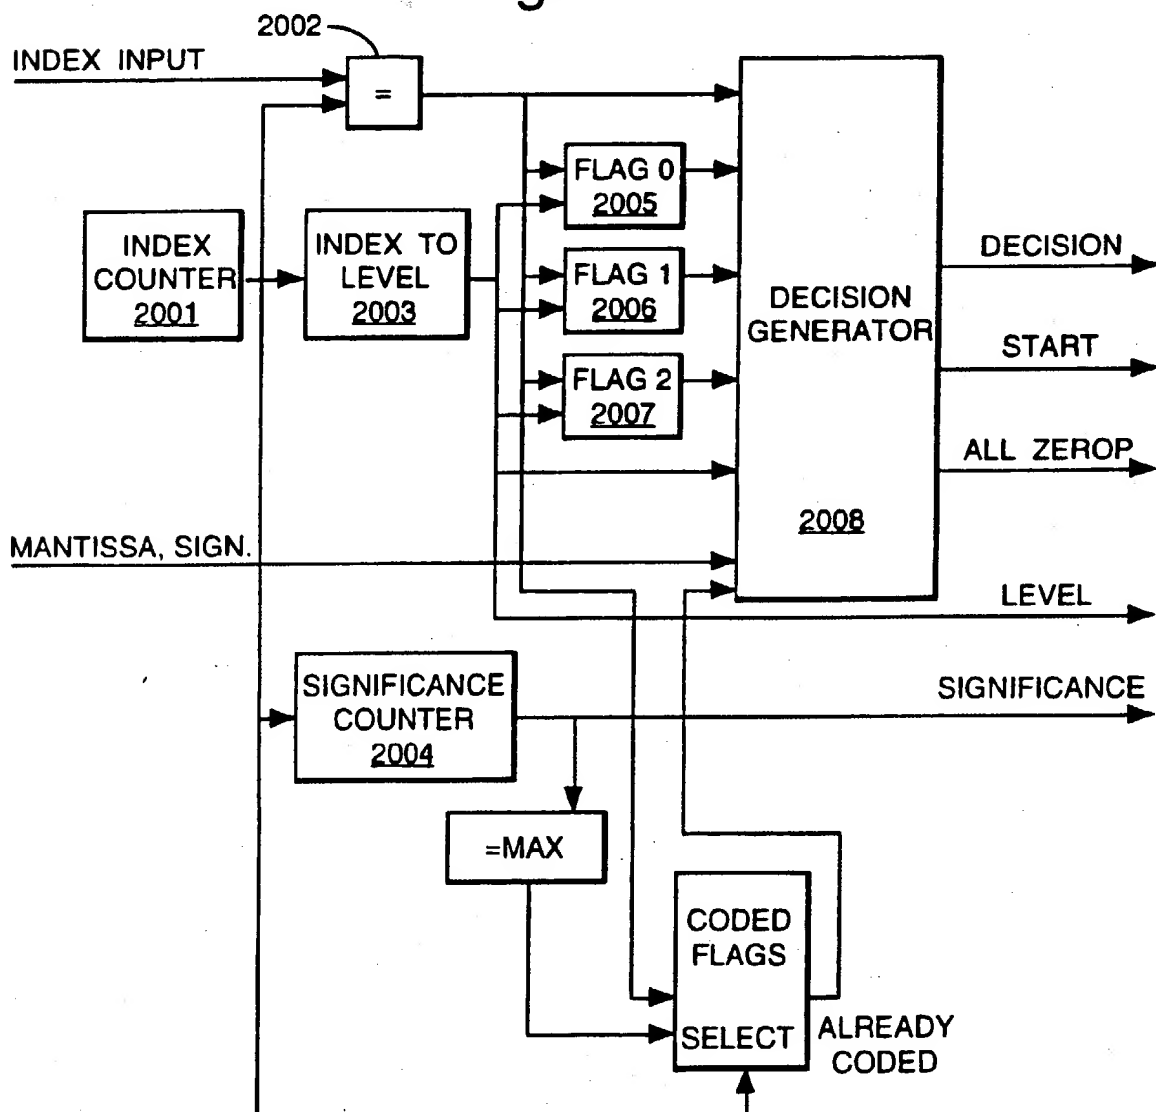 2002
INDEX INPUT
=
FLAG 0
2005
INDEX
COUNTER
2001
INDEX TO
LEVEL
2003
FLAG 1
2006
FLAG 2
2007
DECISION
GENERATOR
2008
DECISION
START
ALL ZEROP
MANTISSA, SIGN.
LEVEL
SIGNIFICANCE
COUNTER
2004
SIGNIFICANCE
=MAX
CODED
FLAGS
SELECT
ALREADY
CODED